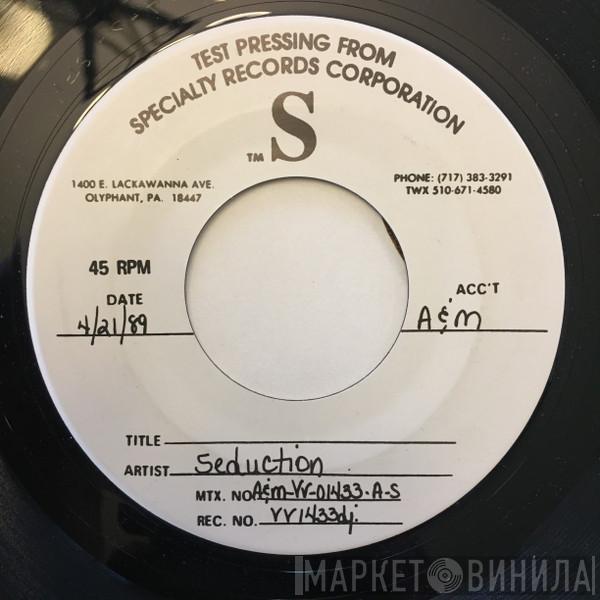 TEST PRESSING FROM
SPECIALTY RECORDS CORPORATION
TM S
1400 E. LACKAWANNA AVE.
OLYPHANT, PA. 18447
PHONE: (717) 383-3291
TWX 510-671-4580
45 RPM
DATE
4/21/89
ACC'T
A&M
TITLE
ARTIST Seduction
MTX. NO. A&M-VV-01433-A-S
REC. NO. VV1433dj.
МАРКЕТ ВИНИЛА